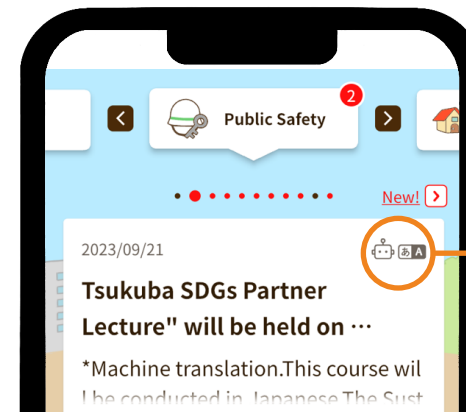 2
Public Safety
New!
2023/09/21
あA
Tsukuba SDGs Partner
Lecture" will be held on …
*Machine translation.This course wil
l be conducted in Japanese.The Sust